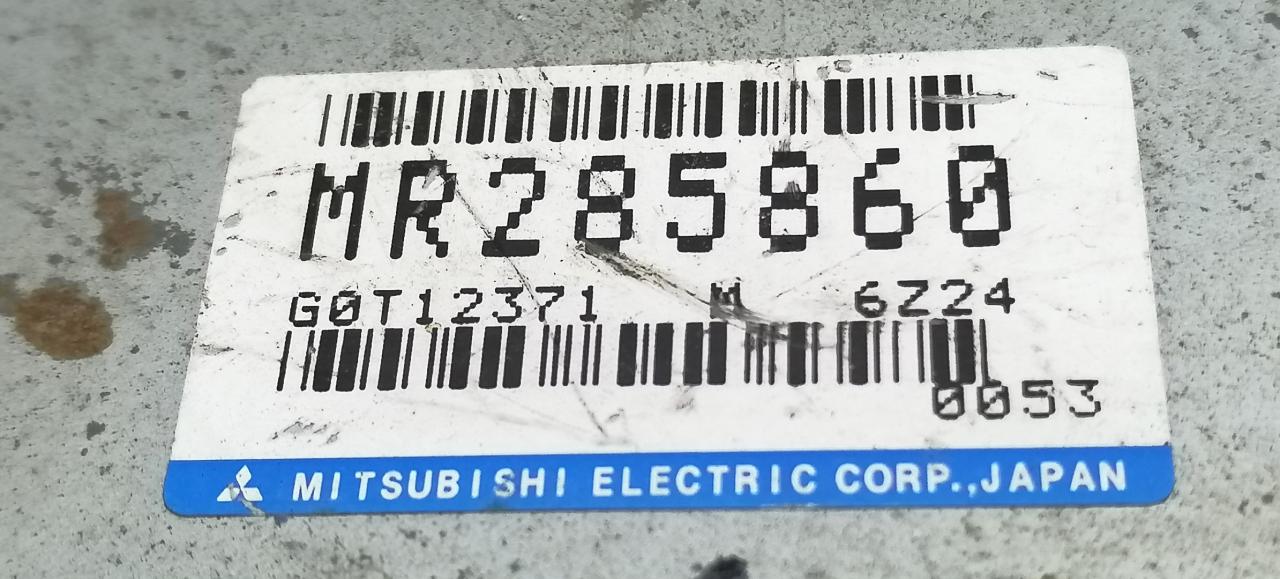 MR285860
G0T12371 M 6Z24
0053
MITSUBISHI ELECTRIC CORP.,JAPAN